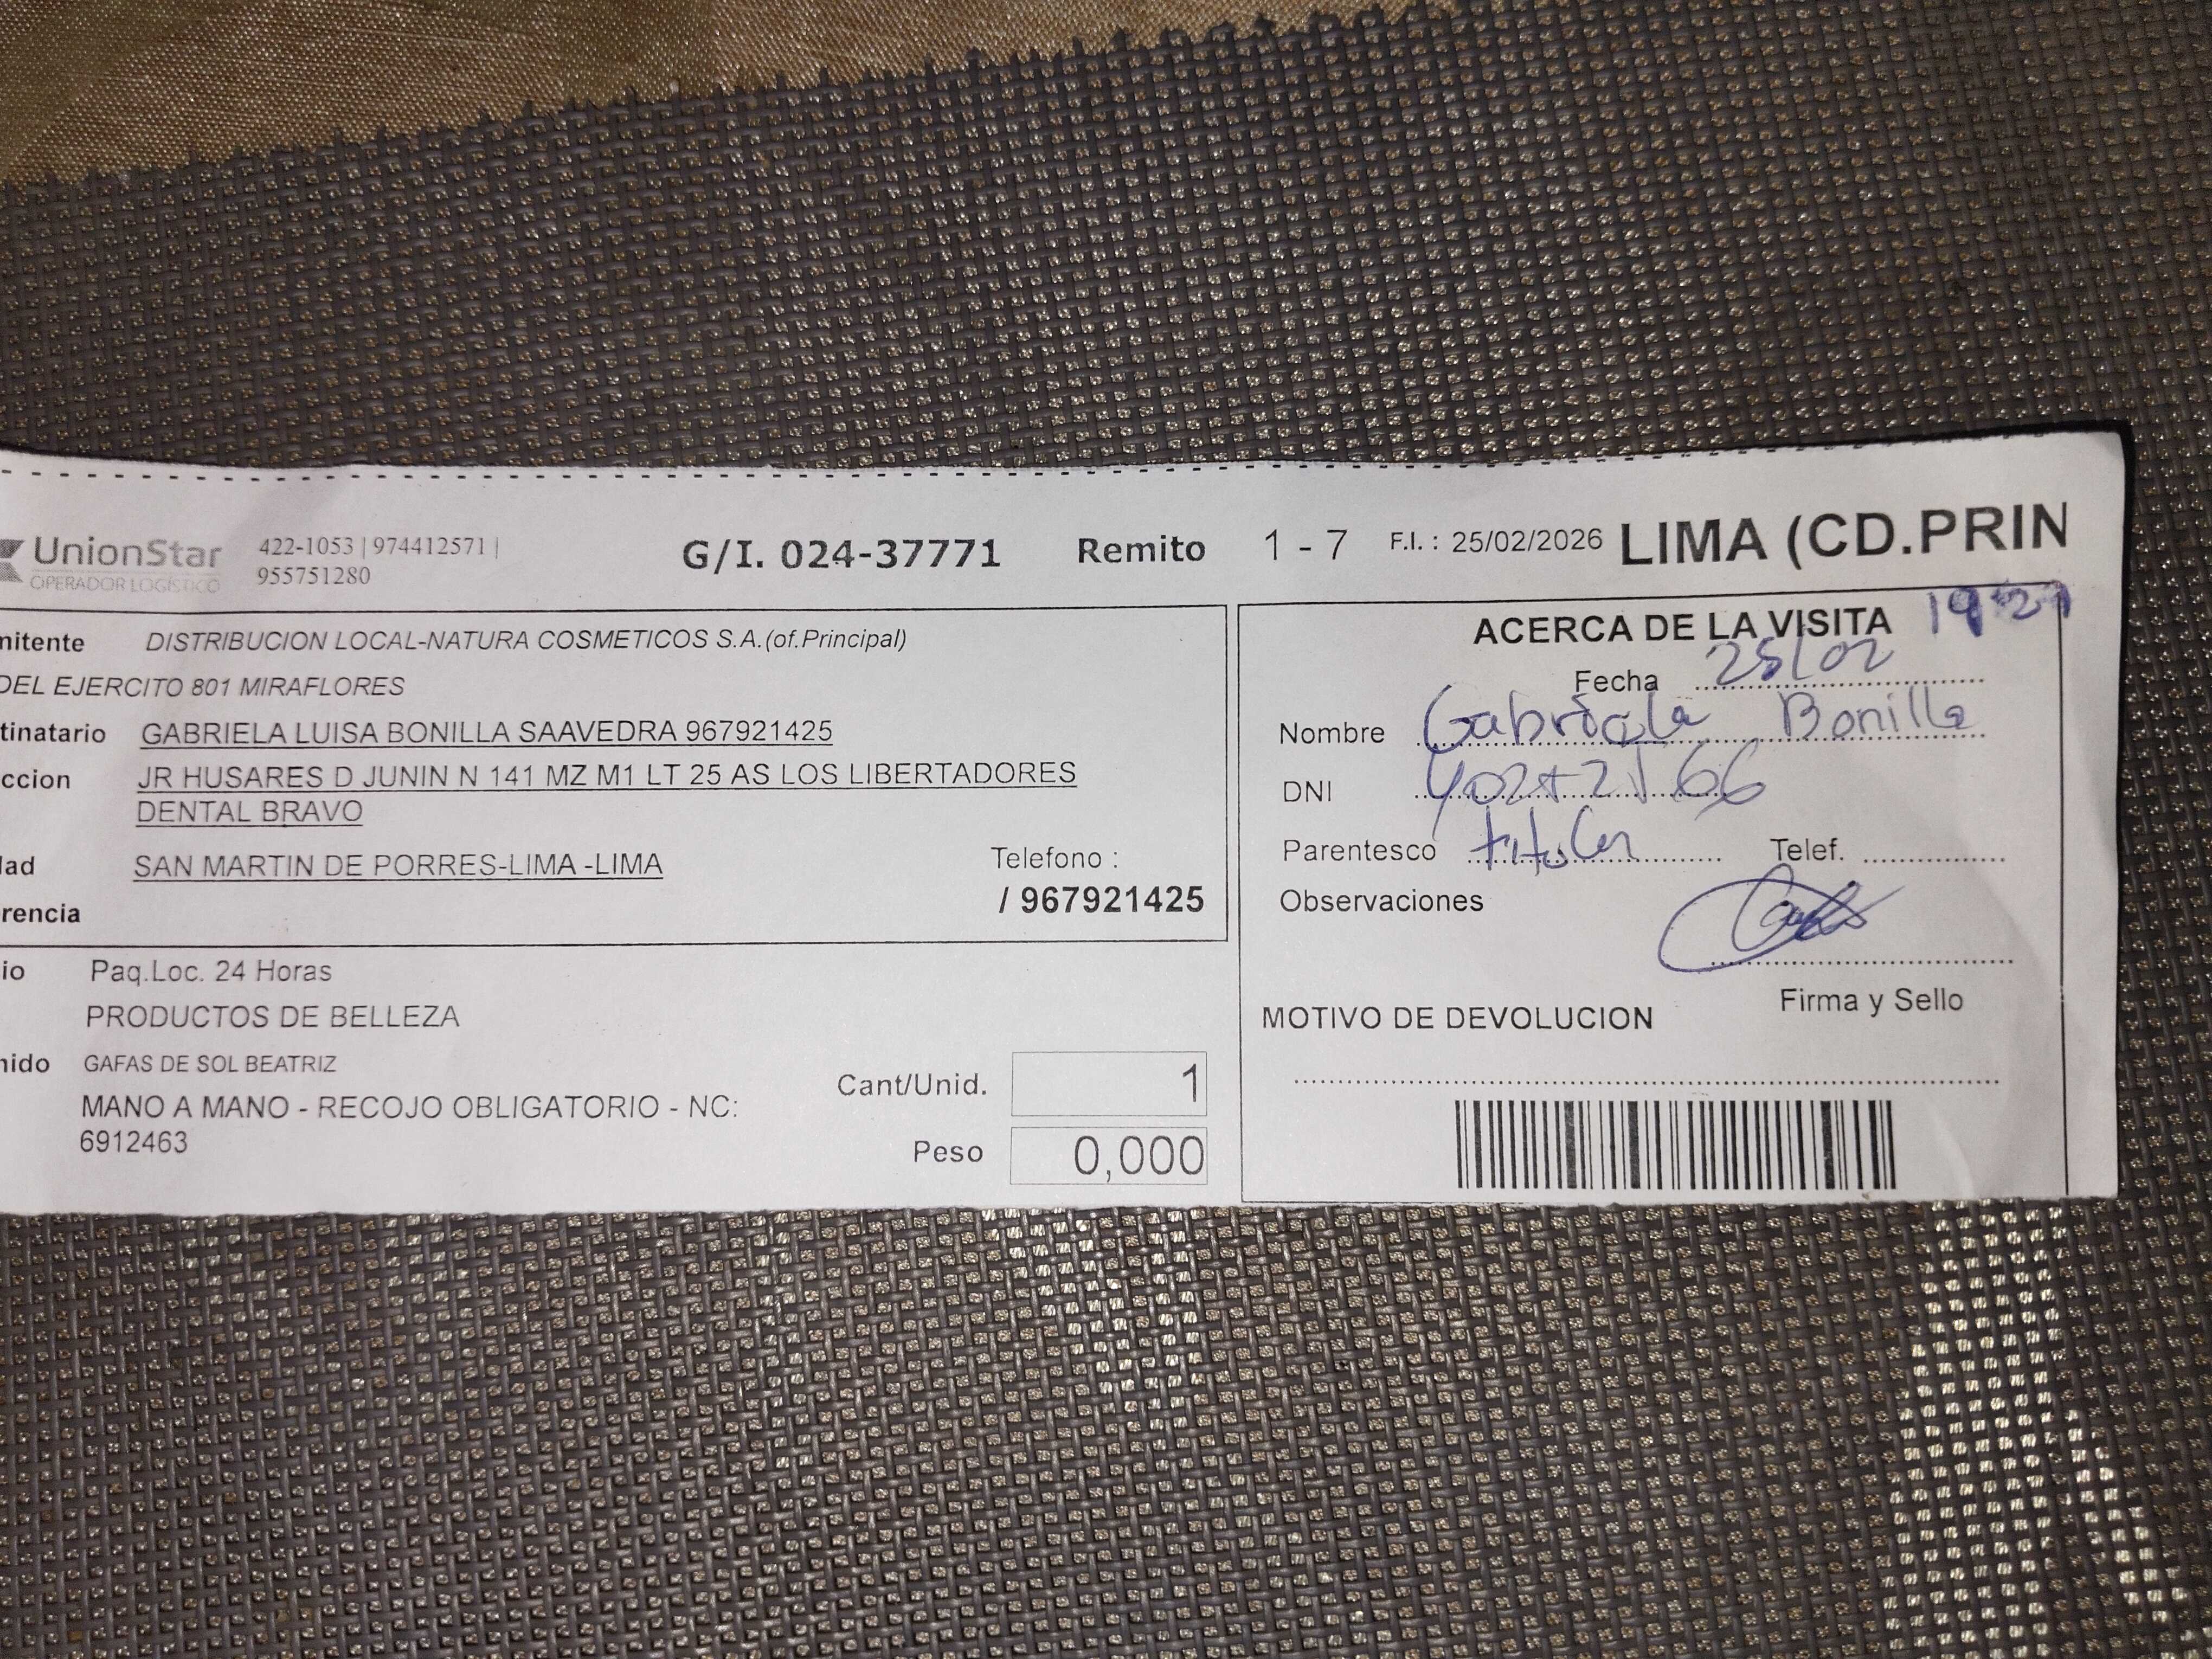 UnionStar
OPERADOR LOGÍSTICO
422-1053 | 974412571 |
955751280
G/I. 024-37771 Remito 1 - 7 F.I. : 25/02/2026 LIMA (CD.PRIN
mitente DISTRIBUCION LOCAL-NATURA COSMETICOS S.A.(of.Principal)
DEL EJERCITO 801 MIRAFLORES
tinatario GABRIELA LUISA BONILLA SAAVEDRA 967921425
ccion JR HUSARES D JUNIN N 141 MZ M1 LT 25 AS LOS LIBERTADORES
DENTAL BRAVO
dad SAN MARTIN DE PORRES-LIMA -LIMA
Telefono :
/ 967921425
rencia
io Paq.Loc. 24 Horas
PRODUCTOS DE BELLEZA
nido GAFAS DE SOL BEATRIZ
MANO A MANO - RECOJO OBLIGATORIO - NC:
6912463
Cant/Unid. 1
Peso 0,000
ACERCA DE LA VISITA
Fecha 25/02
Nombre Gabriela Bonilla
DNI
Parentesco titular Telef.
Observaciones
Firma y Sello
MOTIVO DE DEVOLUCION